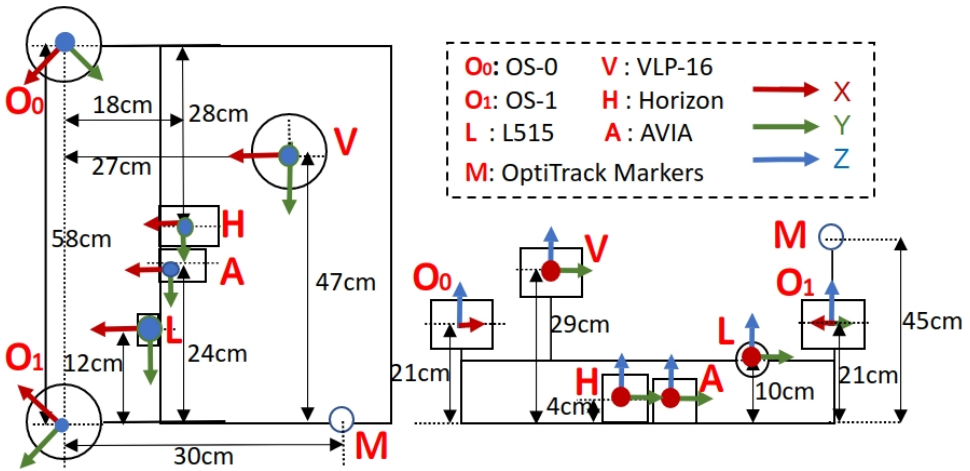 O₀
18cm
28cm
27cm
V
58cm
H
A
47cm
L
O₁
12cm
24cm
30cm
M
O₀: OS-0 V : VLP-16
O₁: OS-1 H : Horizon
L : L515 A : AVIA
M: OptiTrack Markers
X
Y
Z
O₀
V
M
O₁
29cm
L
45cm
21cm
H
A
4cm
10cm
21cm